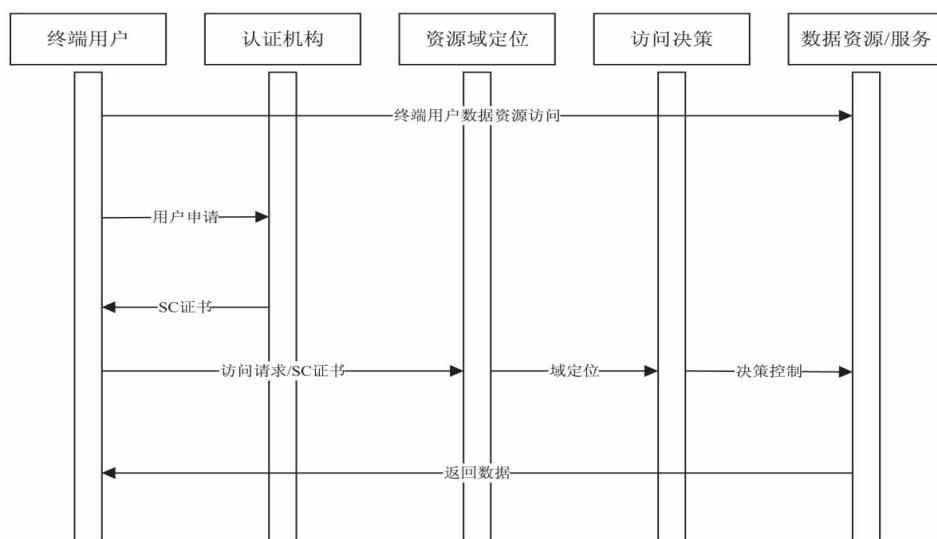 终端用户
认证机构
资源域定位
访问决策
数据资源/服务
终端用户数据资源访问
用户申请
SC证书
访问请求/SC证书
域定位
决策控制
返回数据